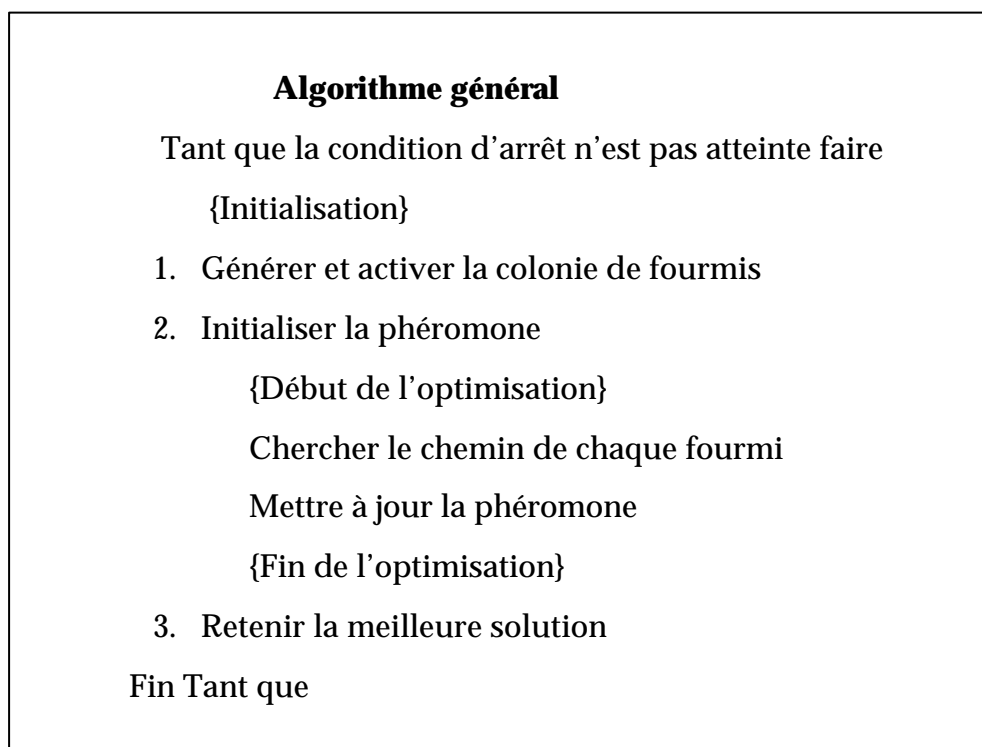 Algorithme général
Tant que la condition d’arrêt n’est pas atteinte faire
{Initialisation}
1. Générer et activer la colonie de fourmis
2. Initialiser la phéromone
{Début de l’optimisation}
Chercher le chemin de chaque fourmi
Mettre à jour la phéromone
{Fin de l’optimisation}
3. Retenir la meilleure solution
Fin Tant que